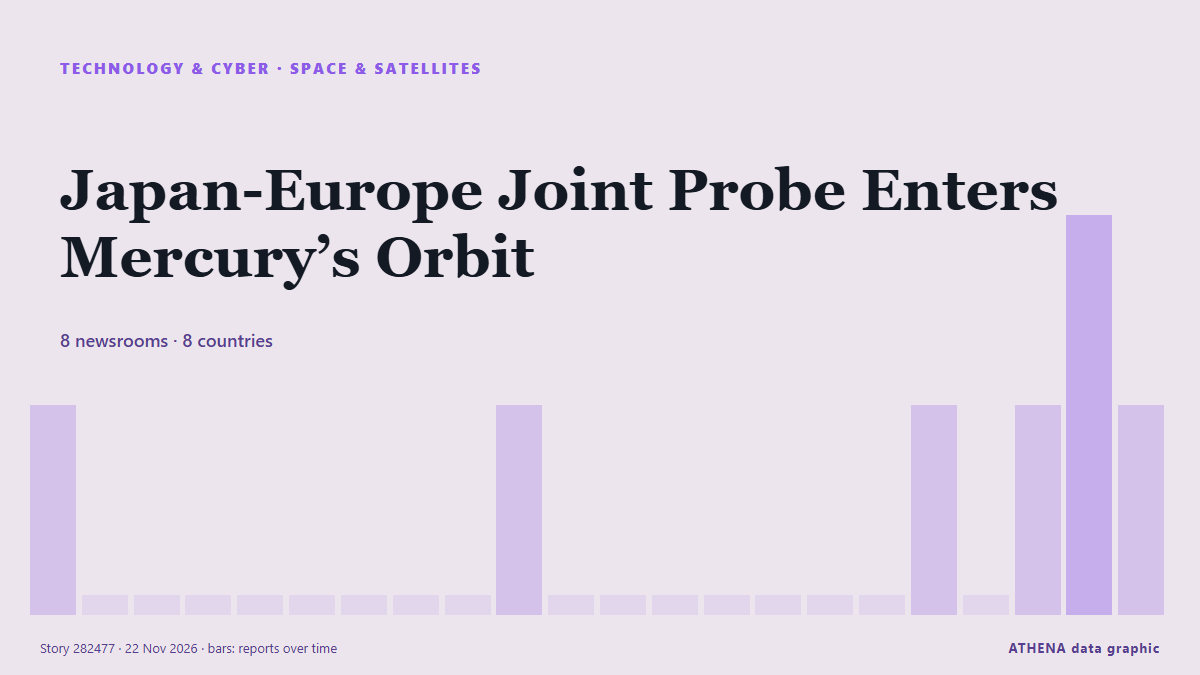 TECHNOLOGY & CYBER · SPACE & SATELLITES
Japan-Europe Joint Probe Enters
Mercury’s Orbit
8 newsrooms · 8 countries
Story 282477 · 22 Nov 2026 · bars: reports over time
ATHENA data graphic